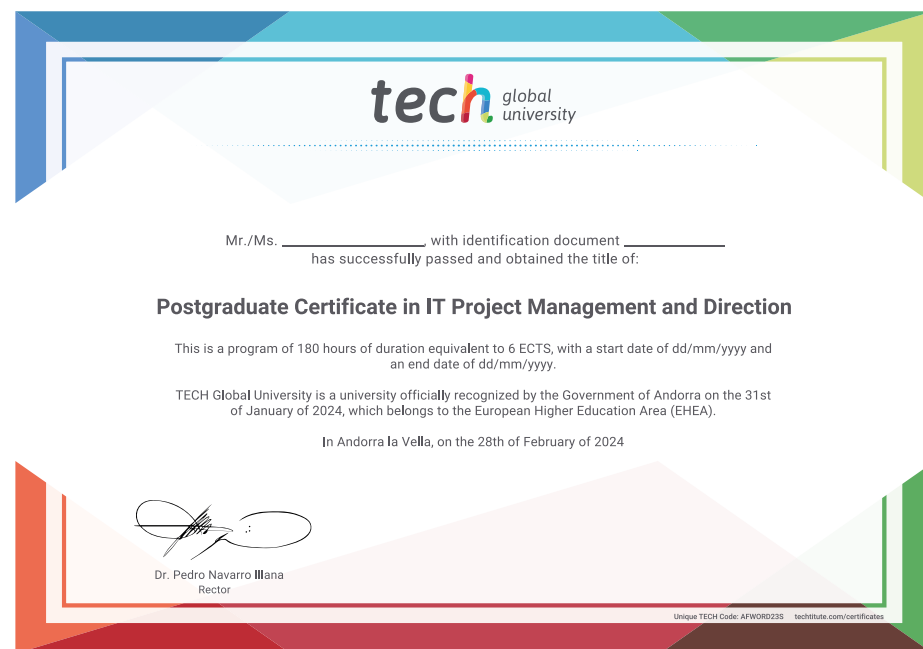 tech global university
Mr./Ms. ____________, with identification document ____________
has successfully passed and obtained the title of:
Postgraduate Certificate in IT Project Management and Direction
This is a program of 180 hours of duration equivalent to 6 ECTS, with a start date of dd/mm/yyyy and
an end date of dd/mm/yyyy.
TECH Global University is a university officially recognized by the Government of Andorra on the 31st
of January of 2024, which belongs to the European Higher Education Area (EHEA).
In Andorra la Vella, on the 28th of February of 2024
Dr. Pedro Navarro Illana
Rector
Unique TECH Code: AFWORD23S techtitute.com/certificates